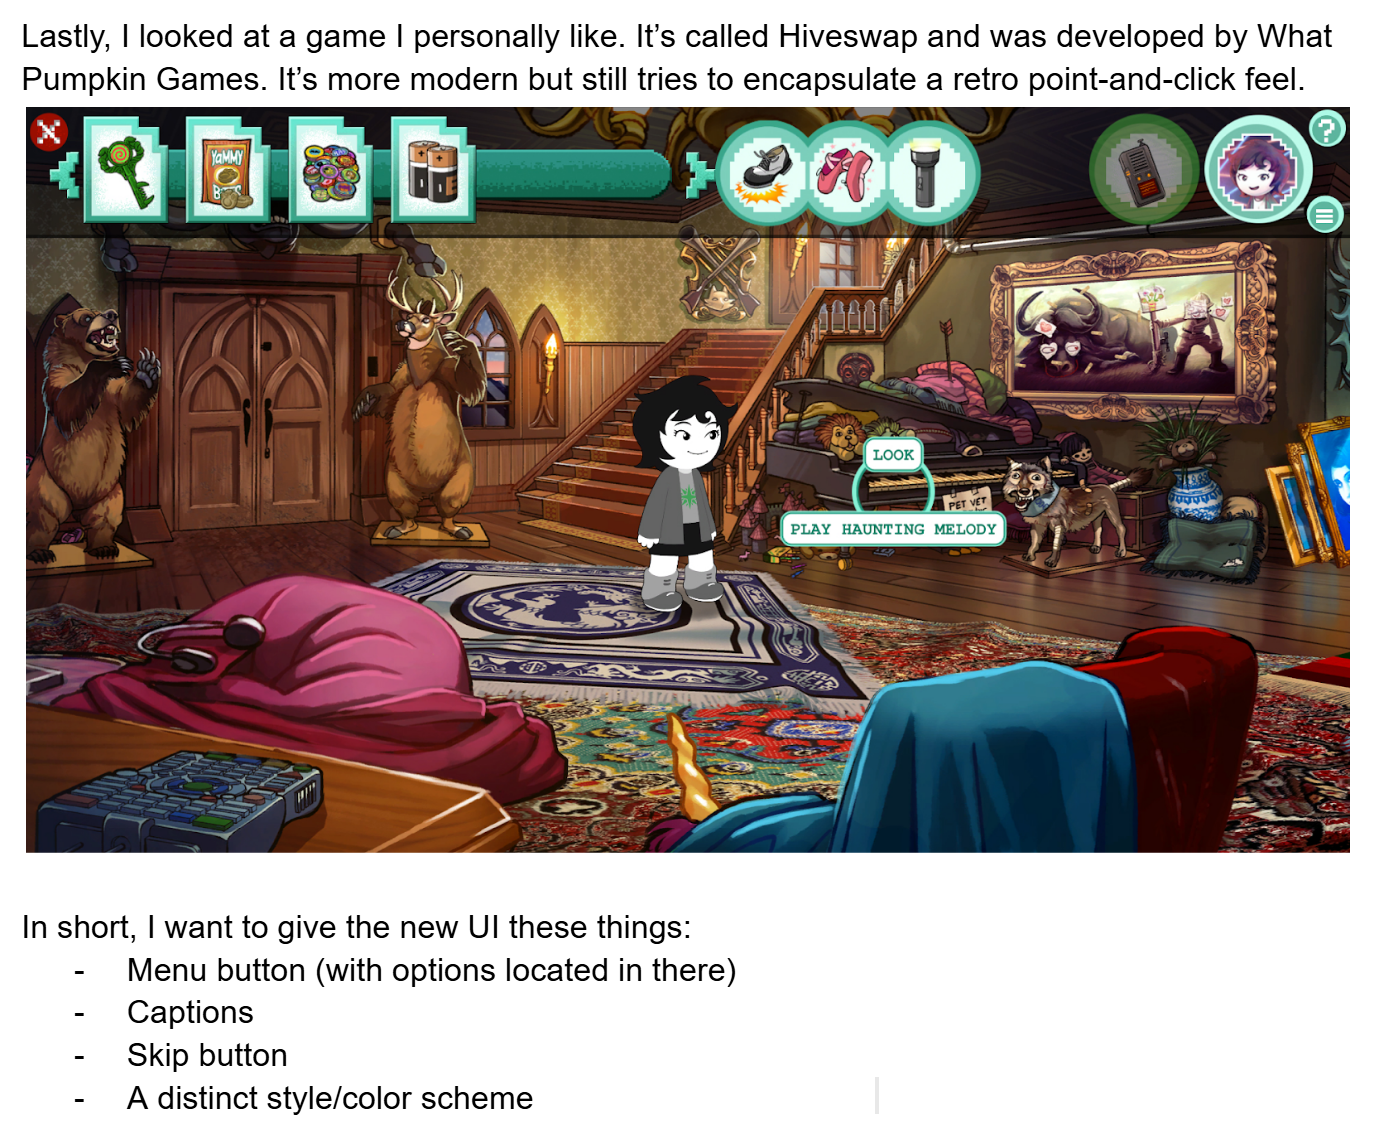 Lastly, I looked at a game I personally like. It’s called Hiveswap and was developed by What
Pumpkin Games. It’s more modern but still tries to encapsulate a retro point-and-click feel.
YAMMY
?
LOOK
PET VET
PLAY HAUNTING MELODY
In short, I want to give the new UI these things:
- Menu button (with options located in there)
- Captions
- Skip button
- A distinct style/color scheme